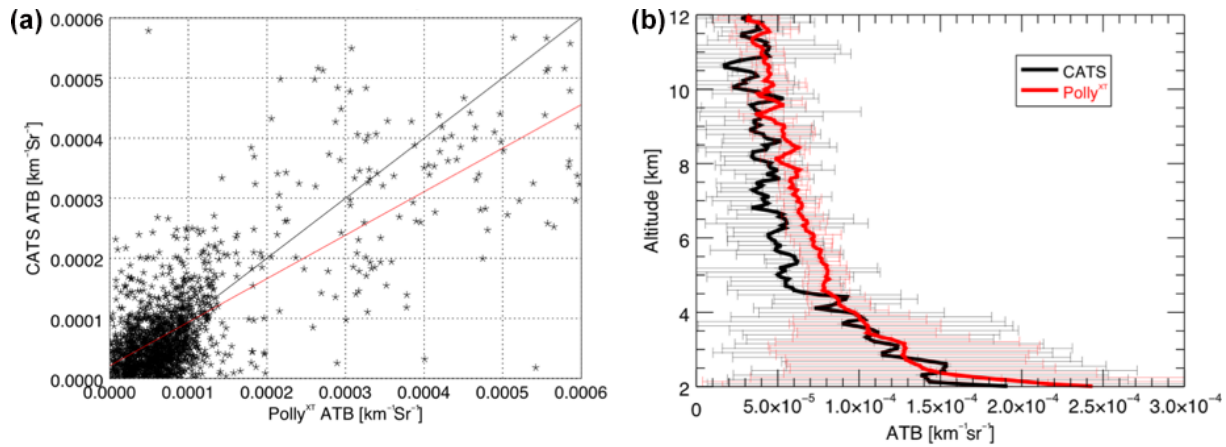 (a)
0.0006
0.0005
0.0004
0.0003
0.0002
0.0001
0.0000
CATS ATB [km⁻¹Sr⁻¹]
0.0000 0.0001 0.0002 0.0003 0.0004 0.0005 0.0006
Polly^XT ATB [km⁻¹Sr⁻¹]
(b)
12
10
8
6
4
2
Altitude [km]
CATS
Polly^XT
0 5.0×10⁻⁵ 1.0×10⁻⁴ 1.5×10⁻⁴ 2.0×10⁻⁴ 2.5×10⁻⁴ 3.0×10⁻⁴
ATB [km⁻¹sr⁻¹]